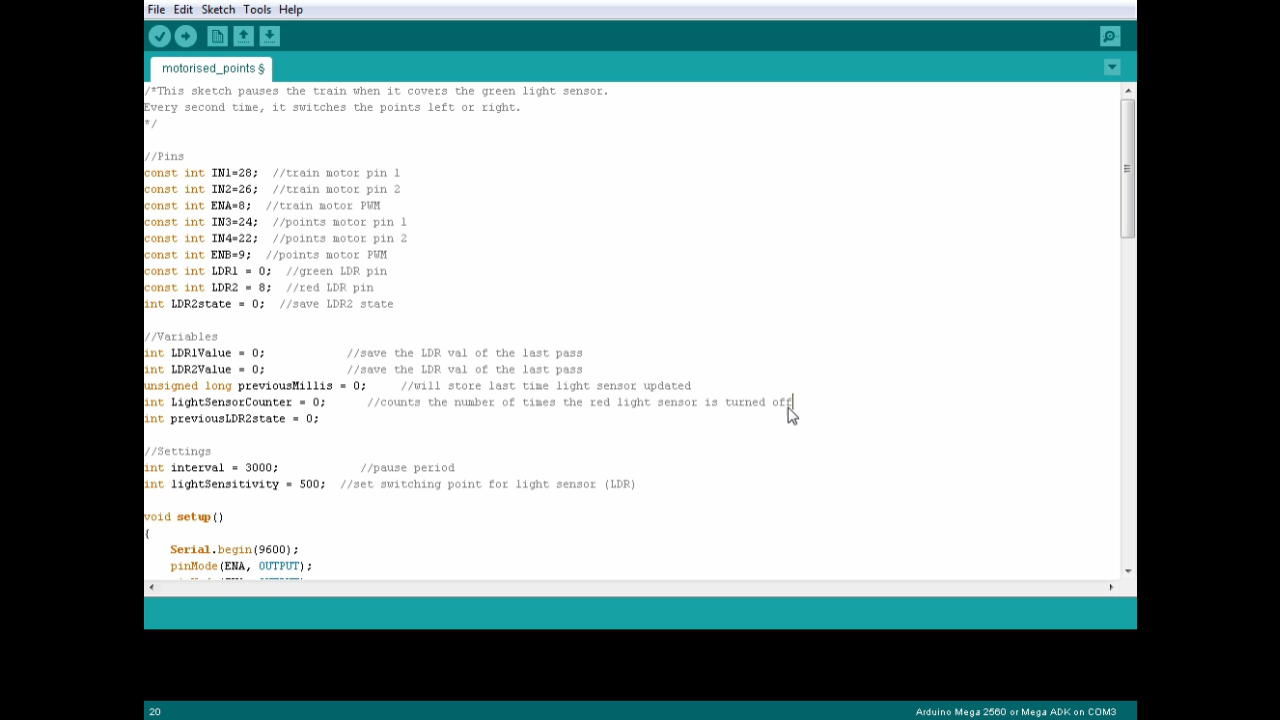 File Edit Sketch Tools Help
motorised_points §
/*This sketch pauses the train when it covers the green light sensor.
Every second time, it switches the points left or right.
*/
//Pins
const int IN1=28;  //train motor pin 1
const int IN2=26;  //train motor pin 2
const int ENA=8;  //train motor PWM
const int IN3=24;  //points motor pin 1
const int IN4=22;  //points motor pin 2
const int ENB=9;  //points motor PWM
const int LDR1 = 0;  //green LDR pin
const int LDR2 = 8;  //red LDR pin
int LDR2state = 0;  //save LDR2 state
//Variables
int LDR1Value = 0;            //save the LDR val of the last pass
int LDR2Value = 0;            //save the LDR val of the last pass
unsigned long previousMillis = 0;     //will store last time light sensor updated
int LightSensorCounter = 0;      //counts the number of times the red light sensor is turned off
int previousLDR2state = 0;
//Settings
int interval = 3000;            //pause period
int lightSensitivity = 500;  //set switching point for light sensor (LDR)
void setup()
{
    Serial.begin(9600);
    pinMode(ENA, OUTPUT);
20
Arduino Mega 2560 or Mega ADK on COM3